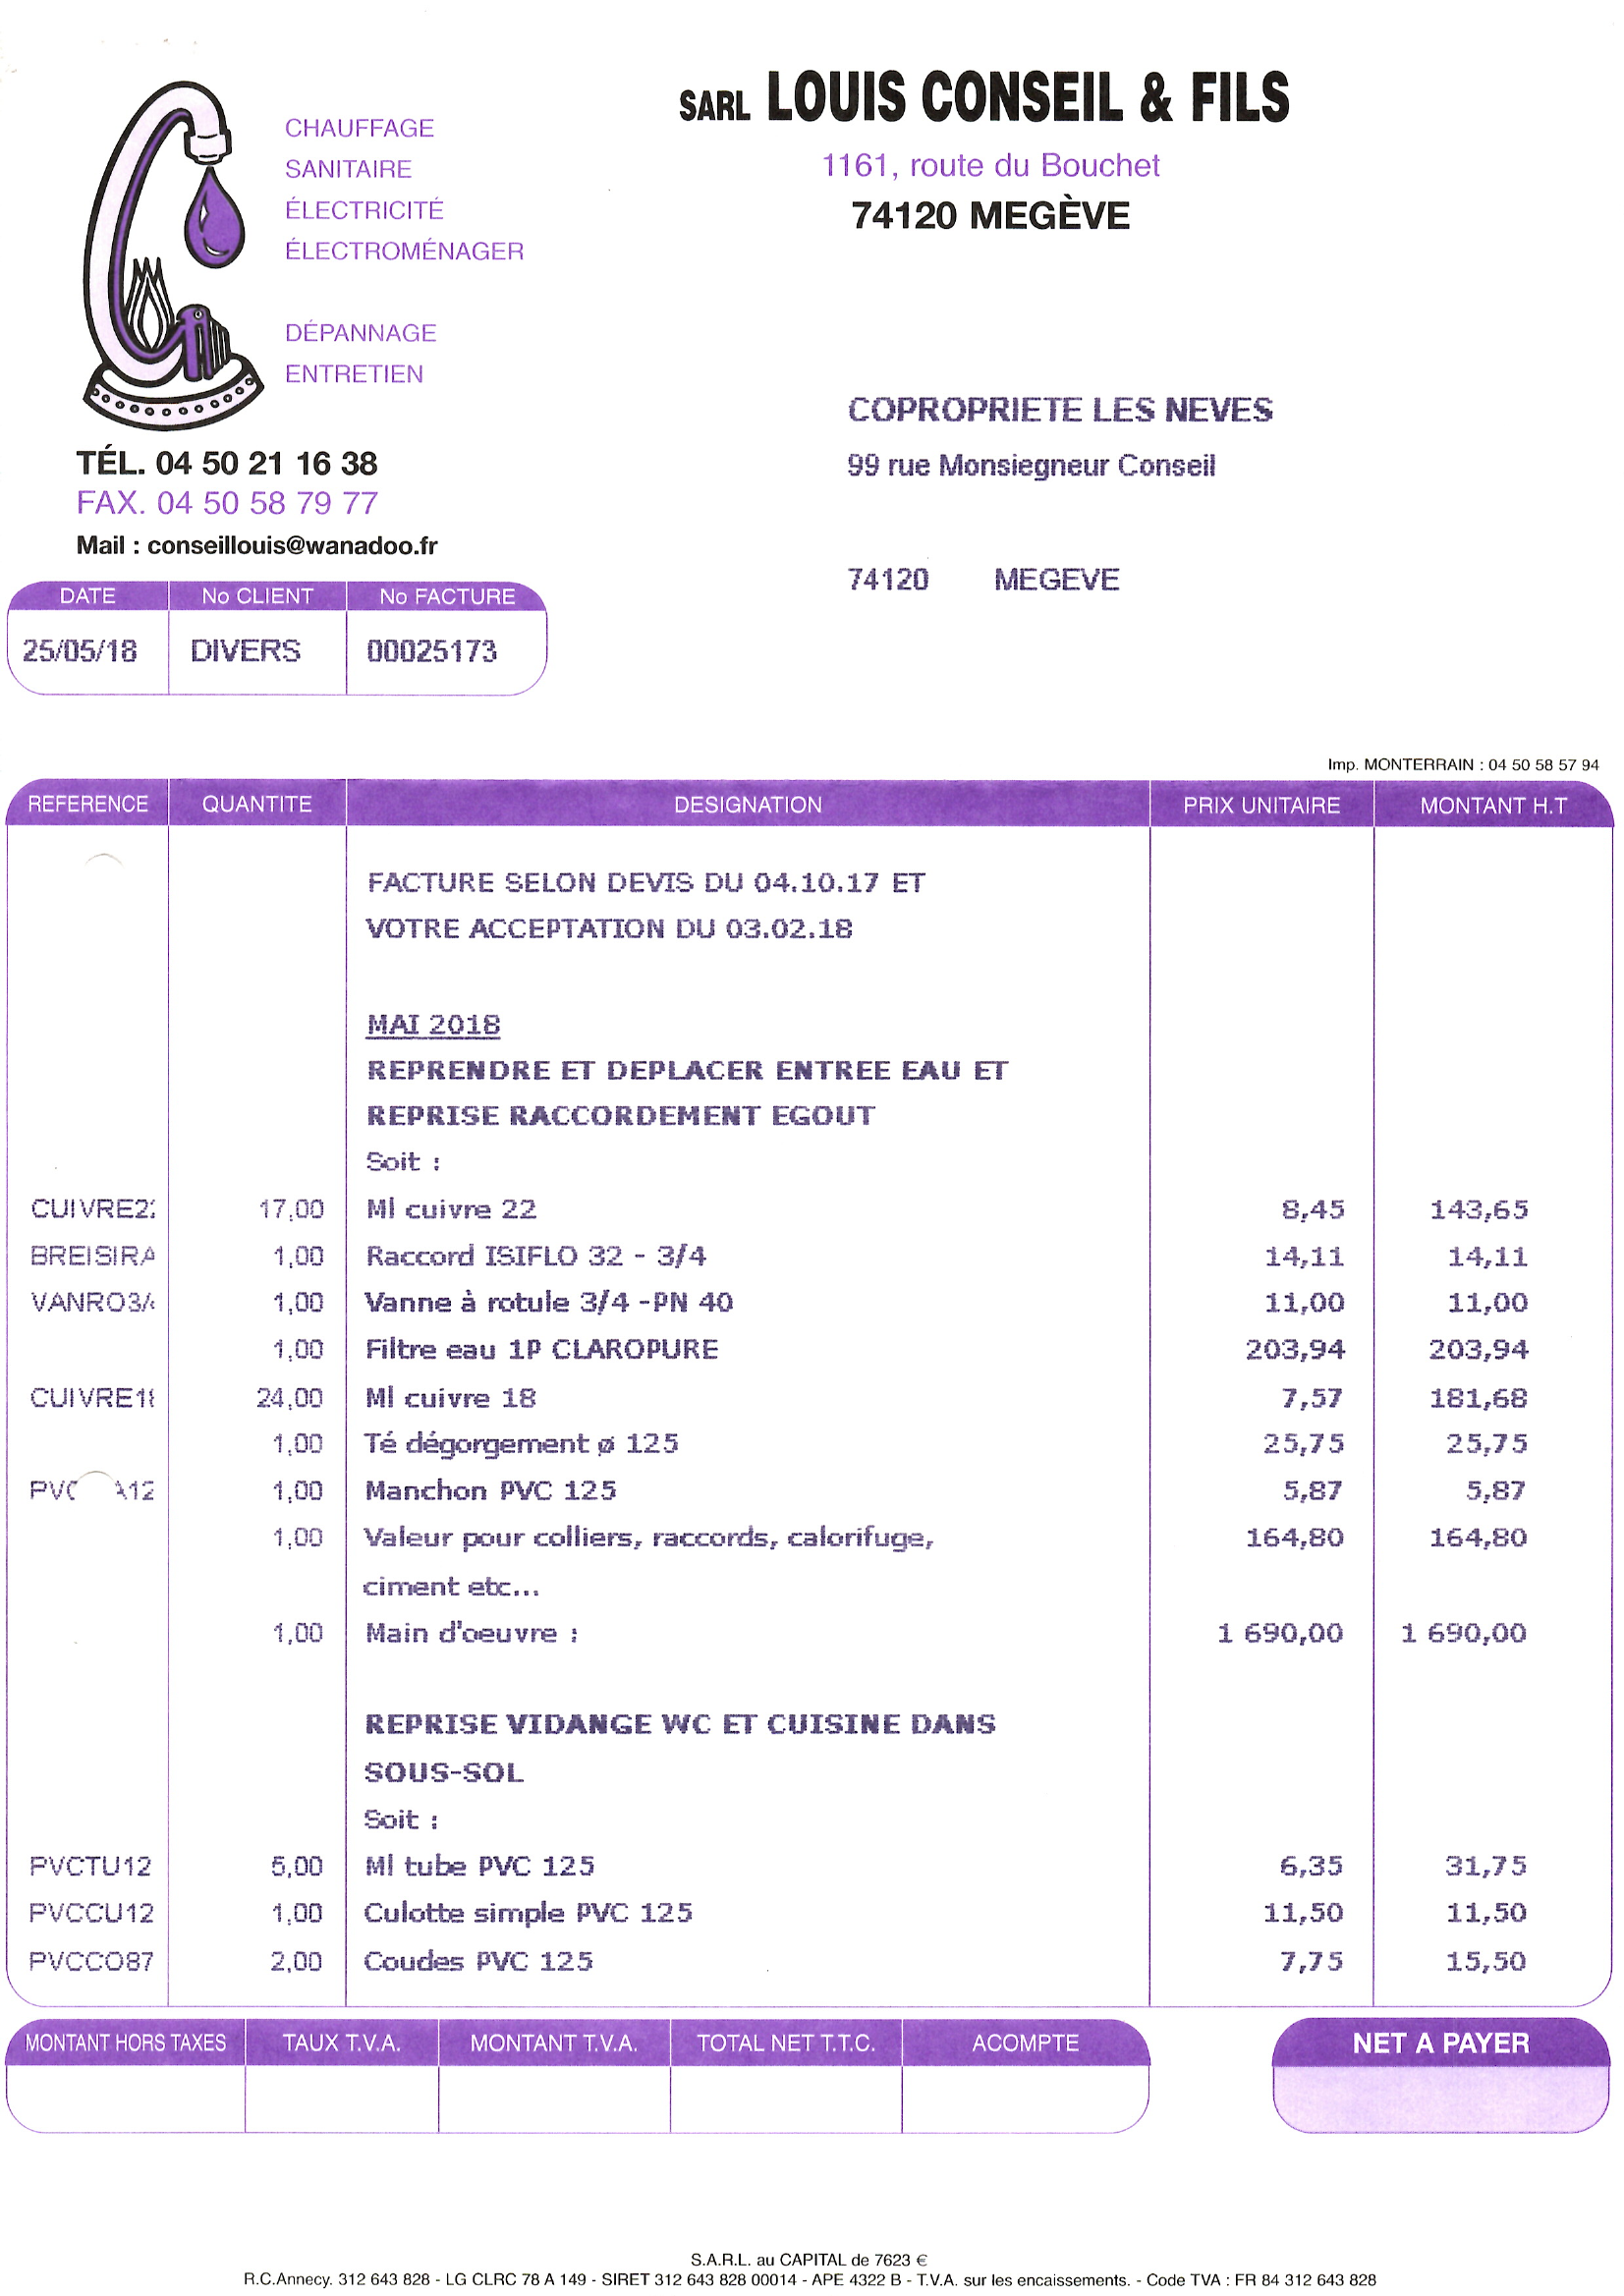 SARL LOUIS CONSEIL & FILS
1161, route du Bouchet
74120 MEGÈVE
CHAUFFAGE
SANITAIRE
ÉLECTRICITÉ
ÉLECTROMÉNAGER
DÉPANNAGE
ENTRETIEN
TÉL. 04 50 21 16 38
FAX. 04 50 58 79 77
Mail : conseillouis@wanadoo.fr
COPROPRIETE LES NEVES
99 rue Monsiegneur Conseil
74120 MEGEVE
DATE No CLIENT No FACTURE
25/05/18 DIVERS 00025173
Imp. MONTERRAIN : 04 50 58 57 94
REFERENCE QUANTITE DESIGNATION PRIX UNITAIRE MONTANT H.T
FACTURE SELON DEVIS DU 04.10.17 ET
VOTRE ACCEPTATION DU 03.02.18
MAI 2018
REPRENDRE ET DEPLACER ENTREE EAU ET
REPRISE RACCORDEMENT EGOUT
Soit :
CUIVRE2 17,00 Ml cuivre 22 8,45 143,65
BREISIRA 1,00 Raccord ISIFLO 32 - 3/4 14,11 14,11
VANRO3/ 1,00 Vanne à rotule 3/4 -PN 40 11,00 11,00
1,00 Filtre eau 1P CLAROPURE 203,94 203,94
CUIVRE1 24,00 Ml cuivre 18 7,57 181,68
1,00 Té dégorgement ø 125 25,75 25,75
1,00 Manchon PVC 125 5,87 5,87
1,00 Valeur pour colliers, raccords, calorifuge, 164,80 164,80
ciment etc...
1,00 Main d'oeuvre : 1 690,00 1 690,00
REPRISE VIDANGE WC ET CUISINE DANS
SOUS-SOL
Soit :
PVCTU12 5,00 Ml tube PVC 125 6,35 31,75
PVCCU12 1,00 Culotte simple PVC 125 11,50 11,50
PVCCO87 2,00 Coudes PVC 125 7,75 15,50
MONTANT HORS TAXES TAUX T.V.A. MONTANT T.V.A. TOTAL NET T.T.C. ACOMPTE NET A PAYER
S.A.R.L. au CAPITAL de 7623 €
R.C.Annecy. 312 643 828 - LG CLRC 78 A 149 - SIRET 312 643 828 00014 - APE 4322 B - T.V.A. sur les encaissements. - Code TVA : FR 84 312 643 828